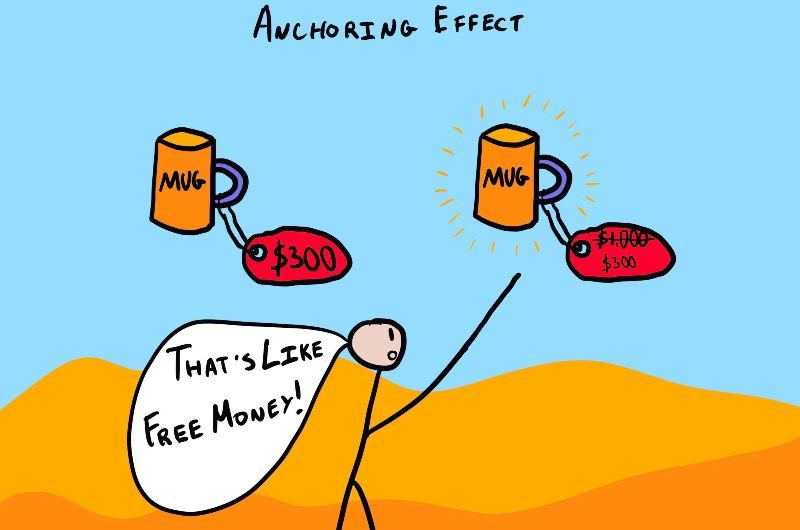 ANCHORING EFFECT
MUG
MUG
$300
$1,000
$300
THAT'S LIKE
FREE MONEY!